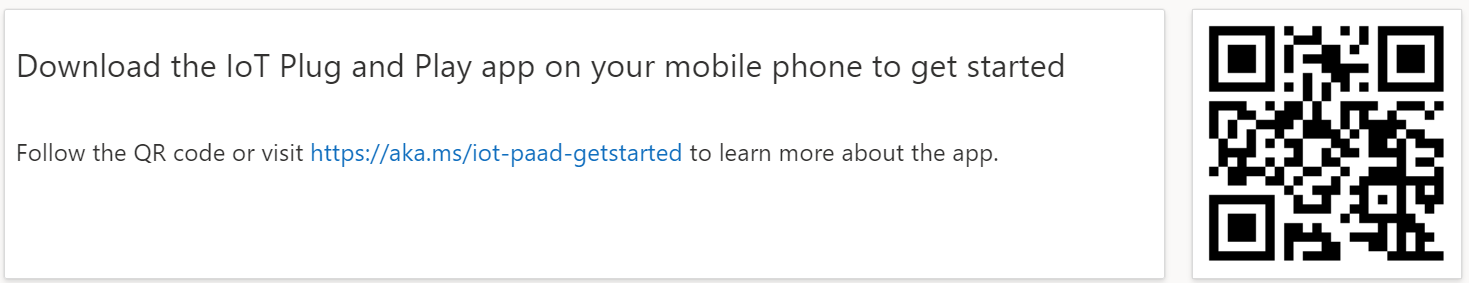 Download the IoT Plug and Play app on your mobile phone to get started
Follow the QR code or visit https://aka.ms/iot-paad-getstarted to learn more about the app.